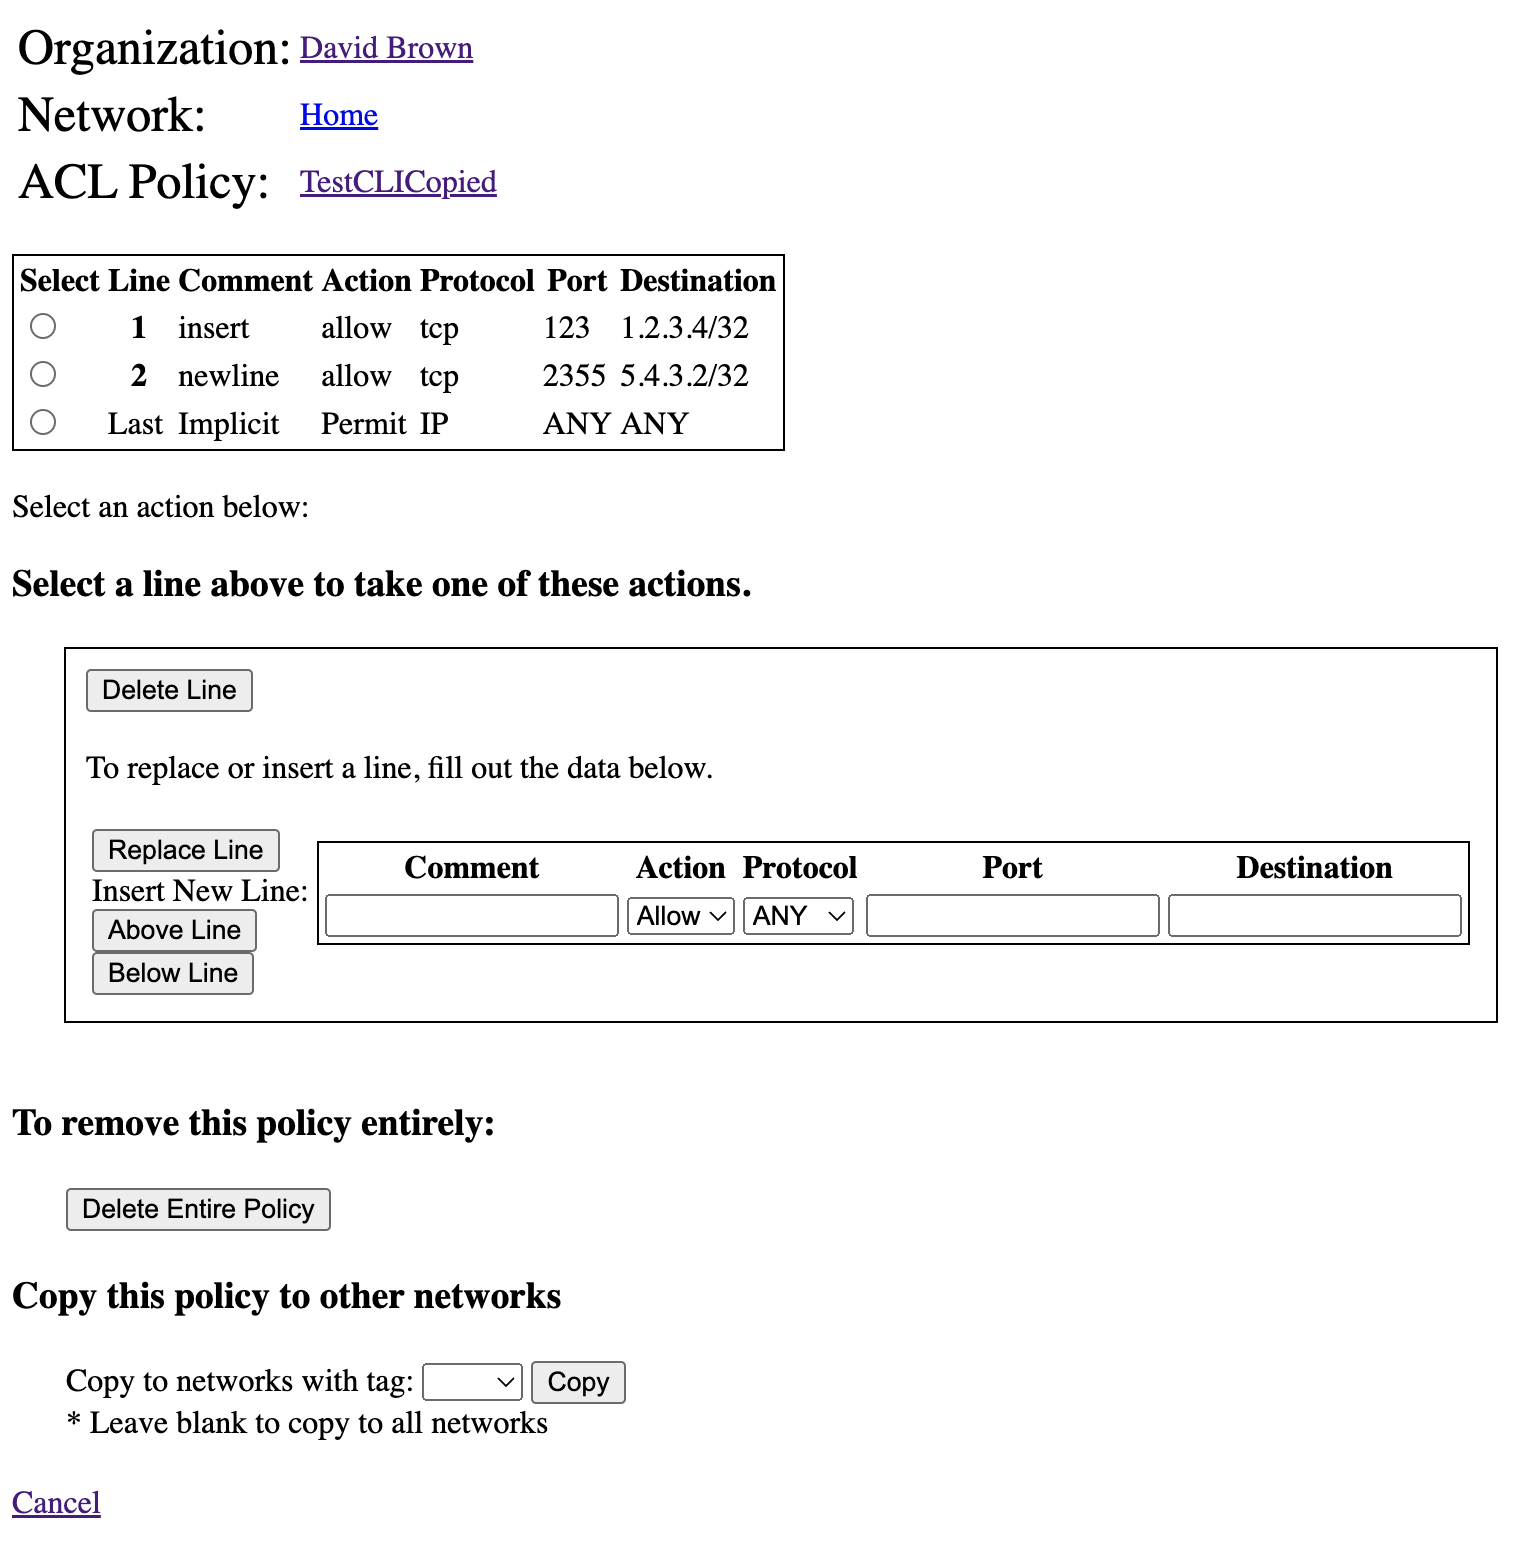 Organization: David Brown
Network: Home
ACL Policy: TestCLICopied
Select Line Comment Action Protocol Port Destination
1 insert allow tcp 123 1.2.3.4/32
2 newline allow tcp 2355 5.4.3.2/32
Last Implicit Permit IP ANY ANY
Select an action below:
Select a line above to take one of these actions.
Delete Line
To replace or insert a line, fill out the data below.
Replace Line
Insert New Line:
Above Line
Below Line
Comment Action Protocol Port Destination
Allow ANY
To remove this policy entirely:
Delete Entire Policy
Copy this policy to other networks
Copy to networks with tag: Copy
* Leave blank to copy to all networks
Cancel